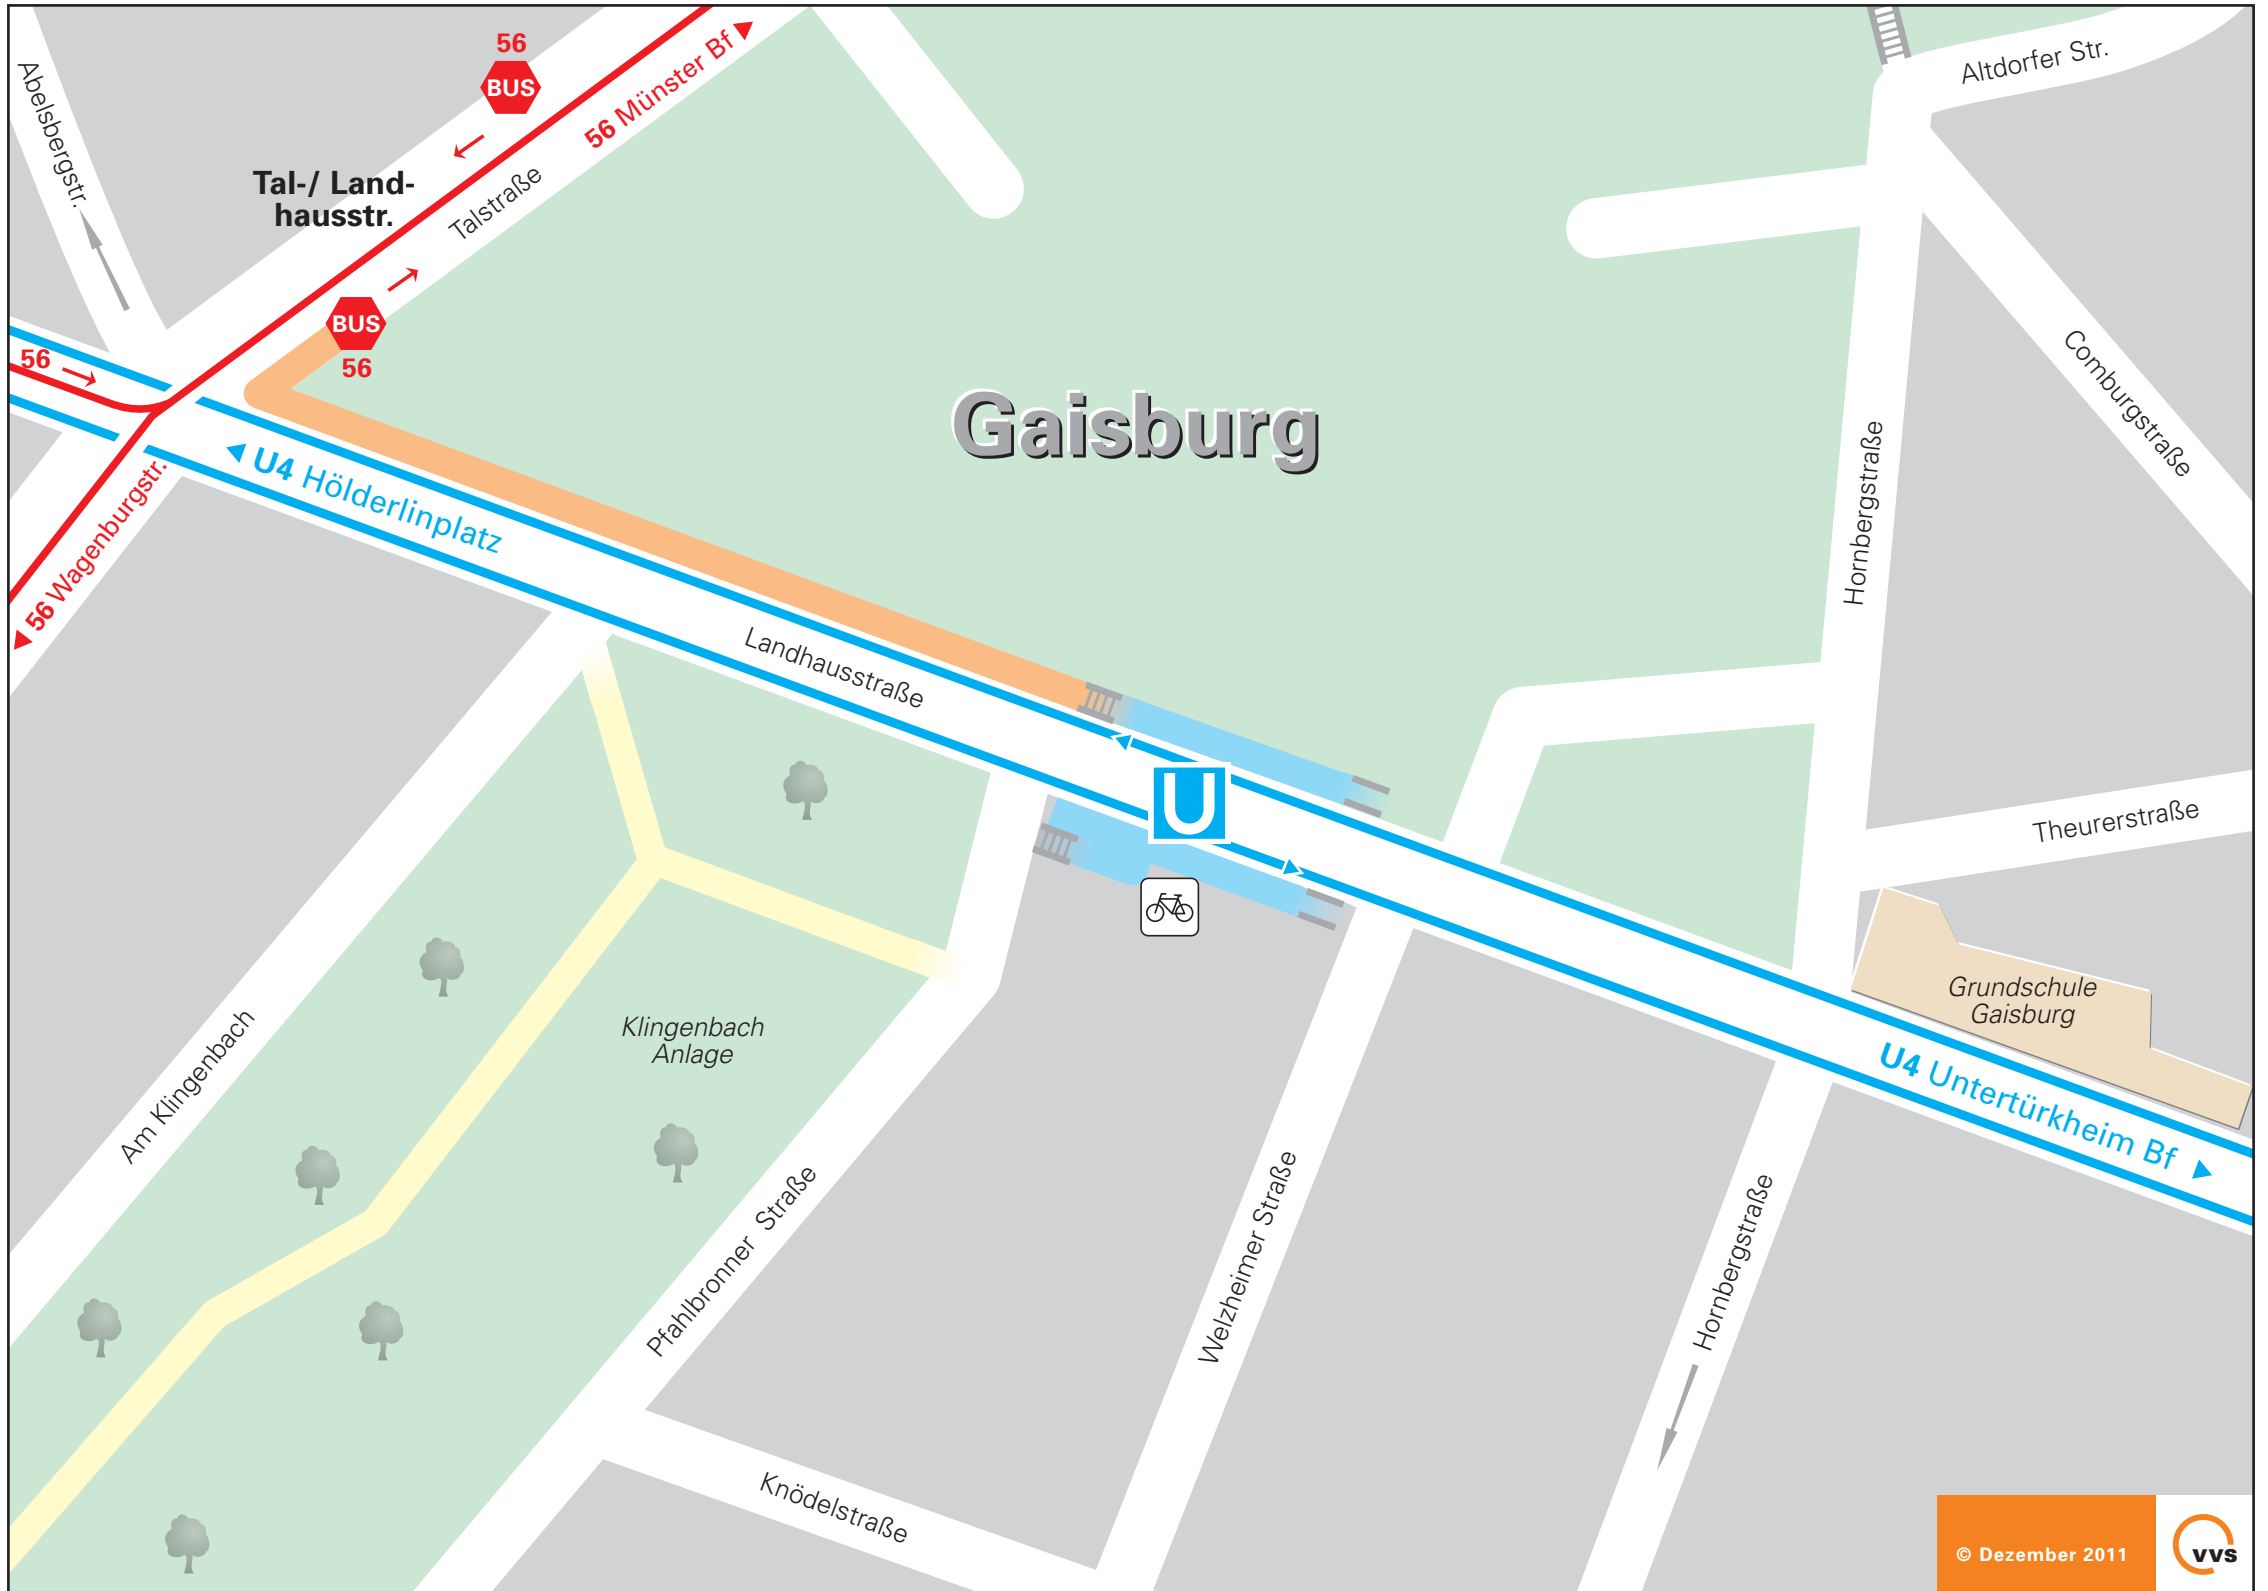 56
BUS
56 Münster Bf
Altdorfer Str.
Abelsbergstr.
Tal-/ Land-
hausstr.
Talstraße
BUS
56
56
Comburgstraße
Gaisburg
Hornbergstraße
U4 Hölderlinplatz
56 Wagenburgstr.
Landhausstraße
U
Theurerstraße
Grundschule
Gaisburg
Klingenbach
Anlage
U4 Untertürkheim Bf
Am Klingenbach
Pfahlbronner Straße
Welzheimer Straße
Hornbergstraße
Knödelstraße
© Dezember 2011
vvs